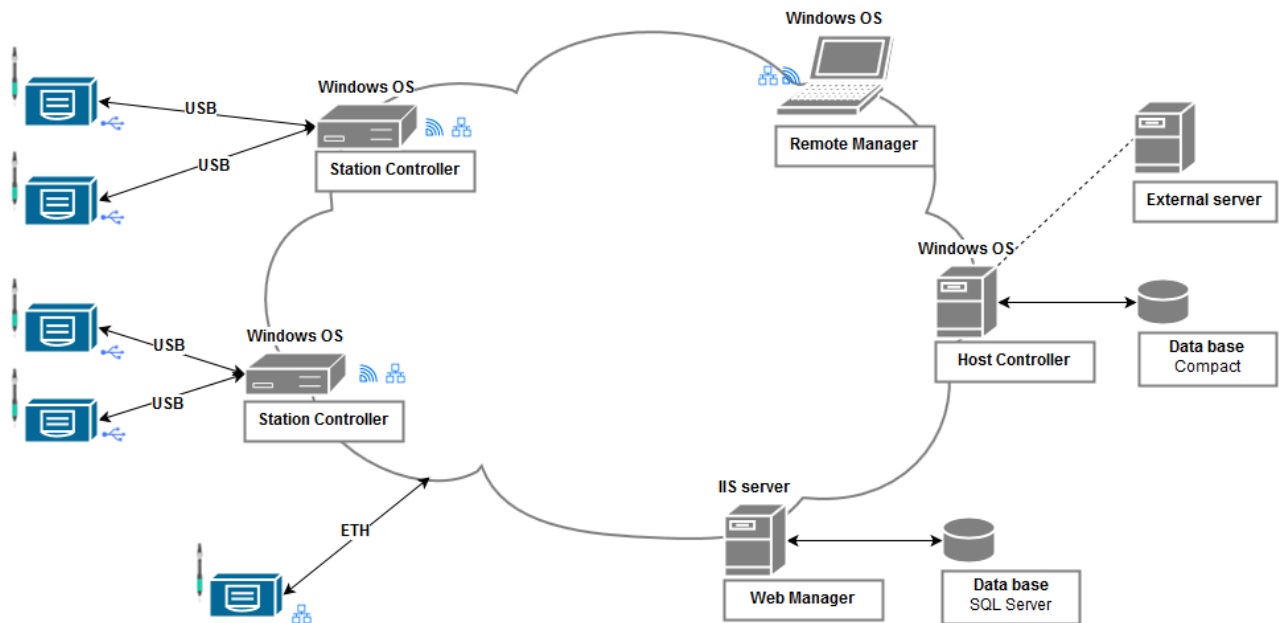 Windows OS
Windows OS
USB
Remote Manager
Station Controller
USB
External server
Windows OS
Windows OS
USB
Host Controller
Data base
Compact
USB
Station Controller
IIS server
ETH
Web Manager
Data base
SQL Server